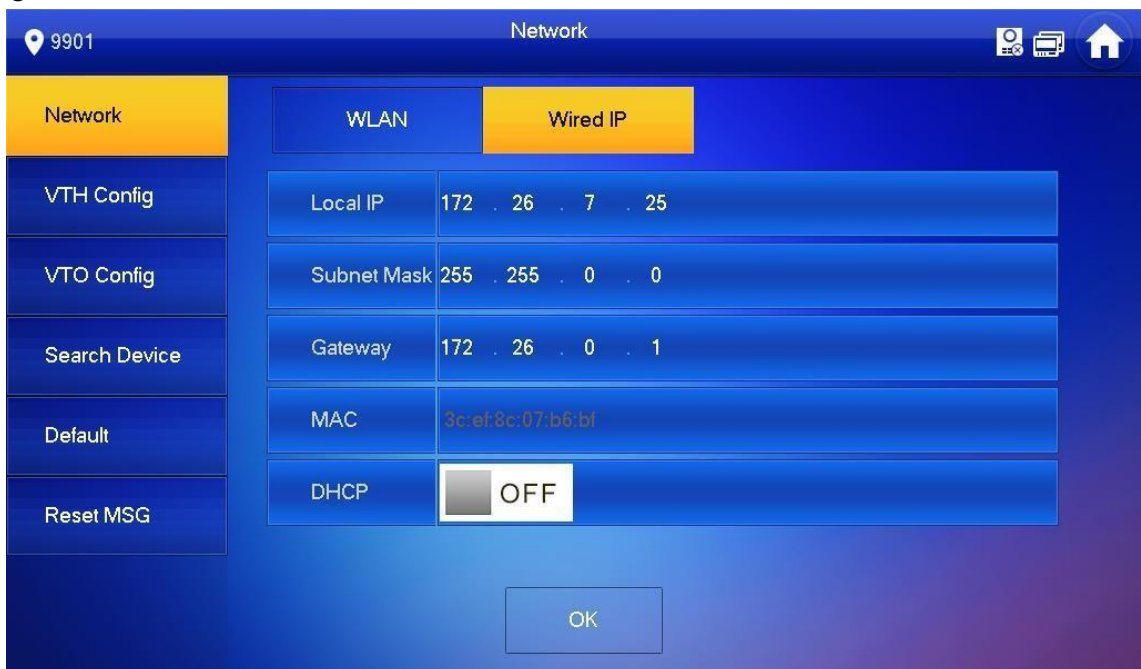 9901
Network
Network
VTH Config
VTO Config
Search Device
Default
Reset MSG
WLAN
Wired IP
Local IP 172 . 26 . 7 . 25
Subnet Mask 255 . 255 . 0 . 0
Gateway 172 . 26 . 0 . 1
MAC 3c:ef:8c:07:b6:bf
DHCP OFF
OK